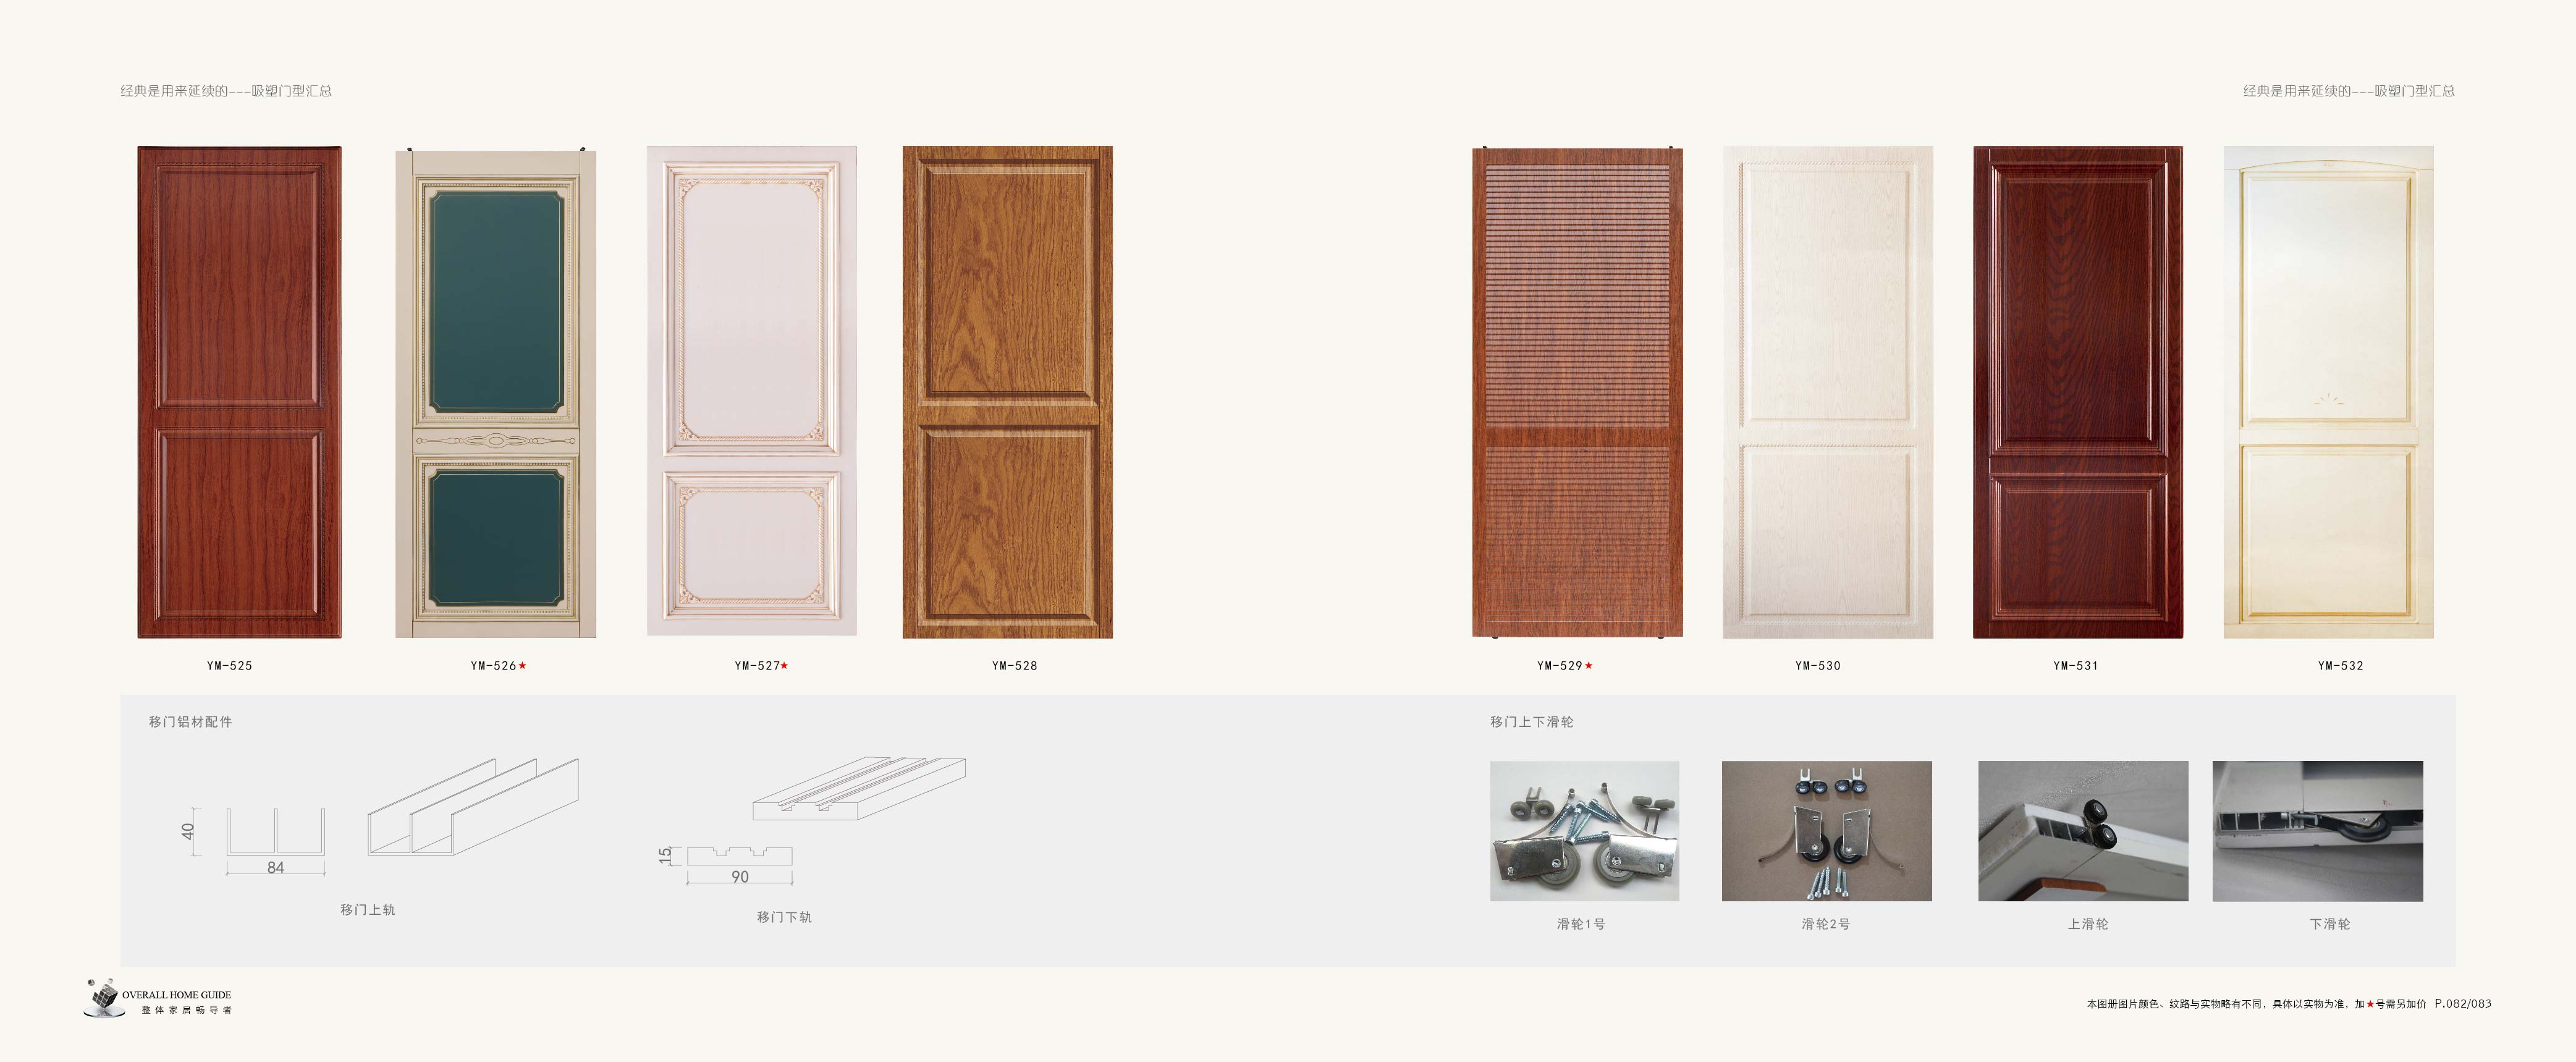 经典是用来延续的---吸塑门型汇总
经典是用来延续的---吸塑门型汇总
YM-525
YM-526★
YM-527★
YM-528
YM-529★
YM-530
YM-531
YM-532
移门铝材配件
40
84
移门上轨
15
90
移门下轨
移门上下滑轮
滑轮1号
滑轮2号
上滑轮
下滑轮
OVERALL HOME GUIDE
整体家居畅导者
本图册图片颜色、纹路与实物略有不同，具体以实物为准，加★号需另加价 P.082/083